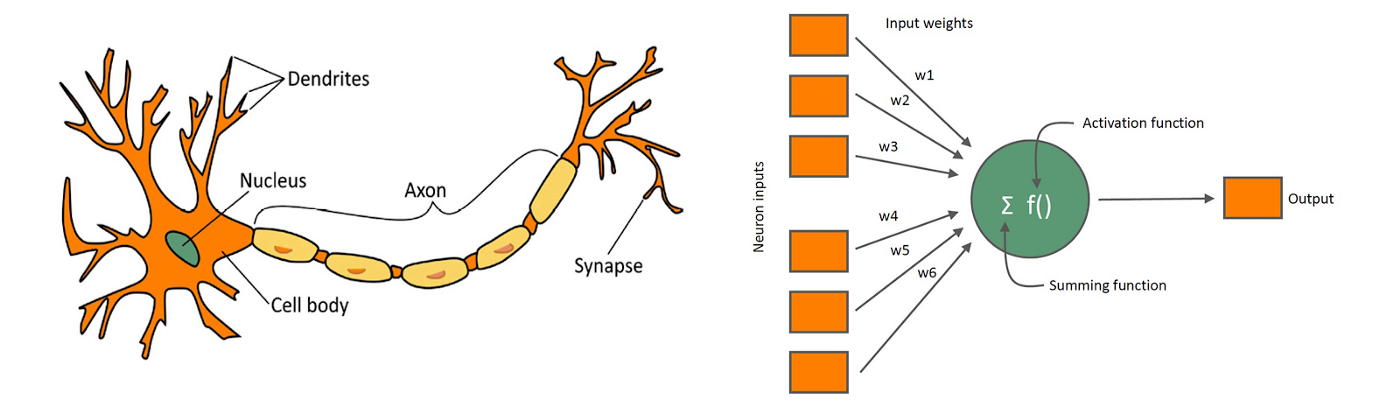 Dendrites
Nucleus
Axon
Synapse
Cell body
Input weights
w1
w2
w3
w4
w5
w6
Neuron inputs
Activation function
Σ f()
Output
Summing function